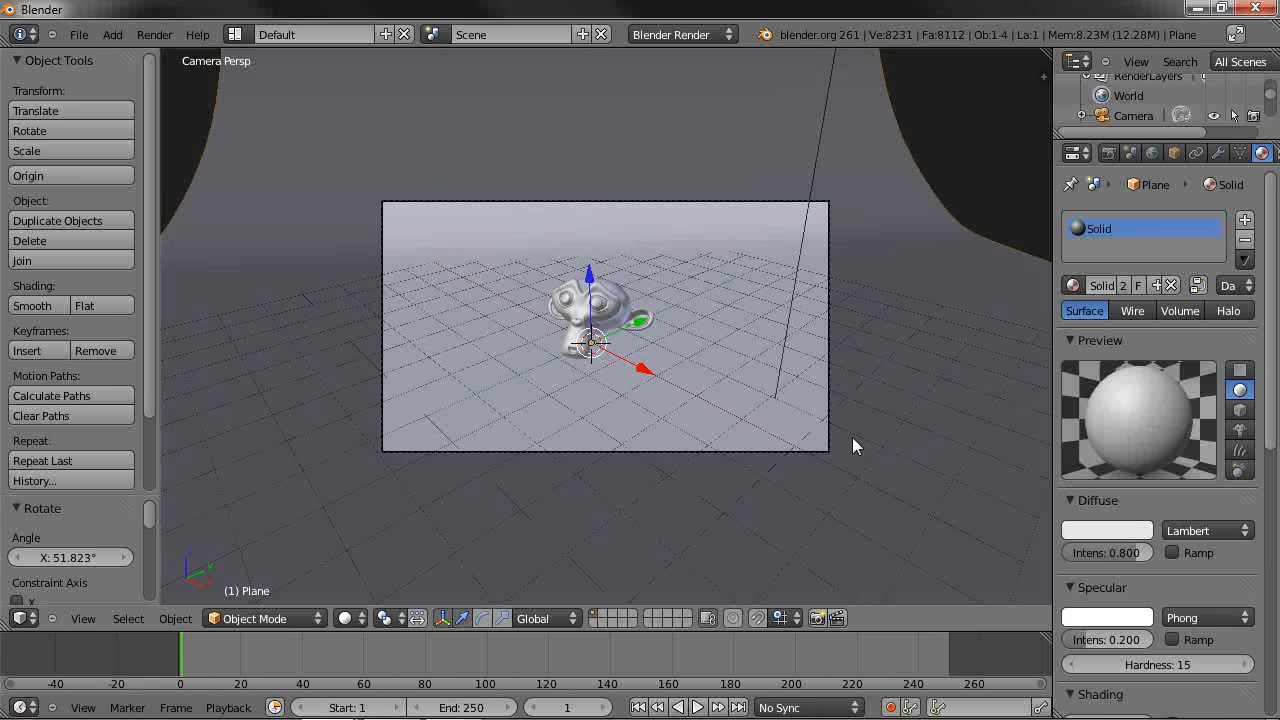 Blender
File Add Render Help Default Scene Blender Render blender.org 261 | Ve:8231 | Fa:8112 | Ob:1-4 | La:1 | Mem:8.23M (12.28M) | Plane
Object Tools
Transform:
Translate
Rotate
Scale
Origin
Object:
Duplicate Objects
Delete
Join
Shading:
Smooth Flat
Keyframes:
Insert Remove
Motion Paths:
Calculate Paths
Clear Paths
Repeat:
Repeat Last
History...
Rotate
Angle
X: 51.823°
Constraint Axis
X
Camera Persp
(1) Plane
View Select Object Object Mode Global
View Search All Scenes
RenderLayers
World
Camera
Plane Solid
Solid
Solid 2 F Da
Surface Wire Volume Halo
Preview
Diffuse
Lambert
Intens: 0.800 Ramp
Specular
Phong
Intens: 0.200 Ramp
Hardness: 15
Shading
-40 -20 0 20 40 60 80 100 120 140 160 180 200 220 240 260
View Marker Frame Playback Start: 1 End: 250 1 No Sync